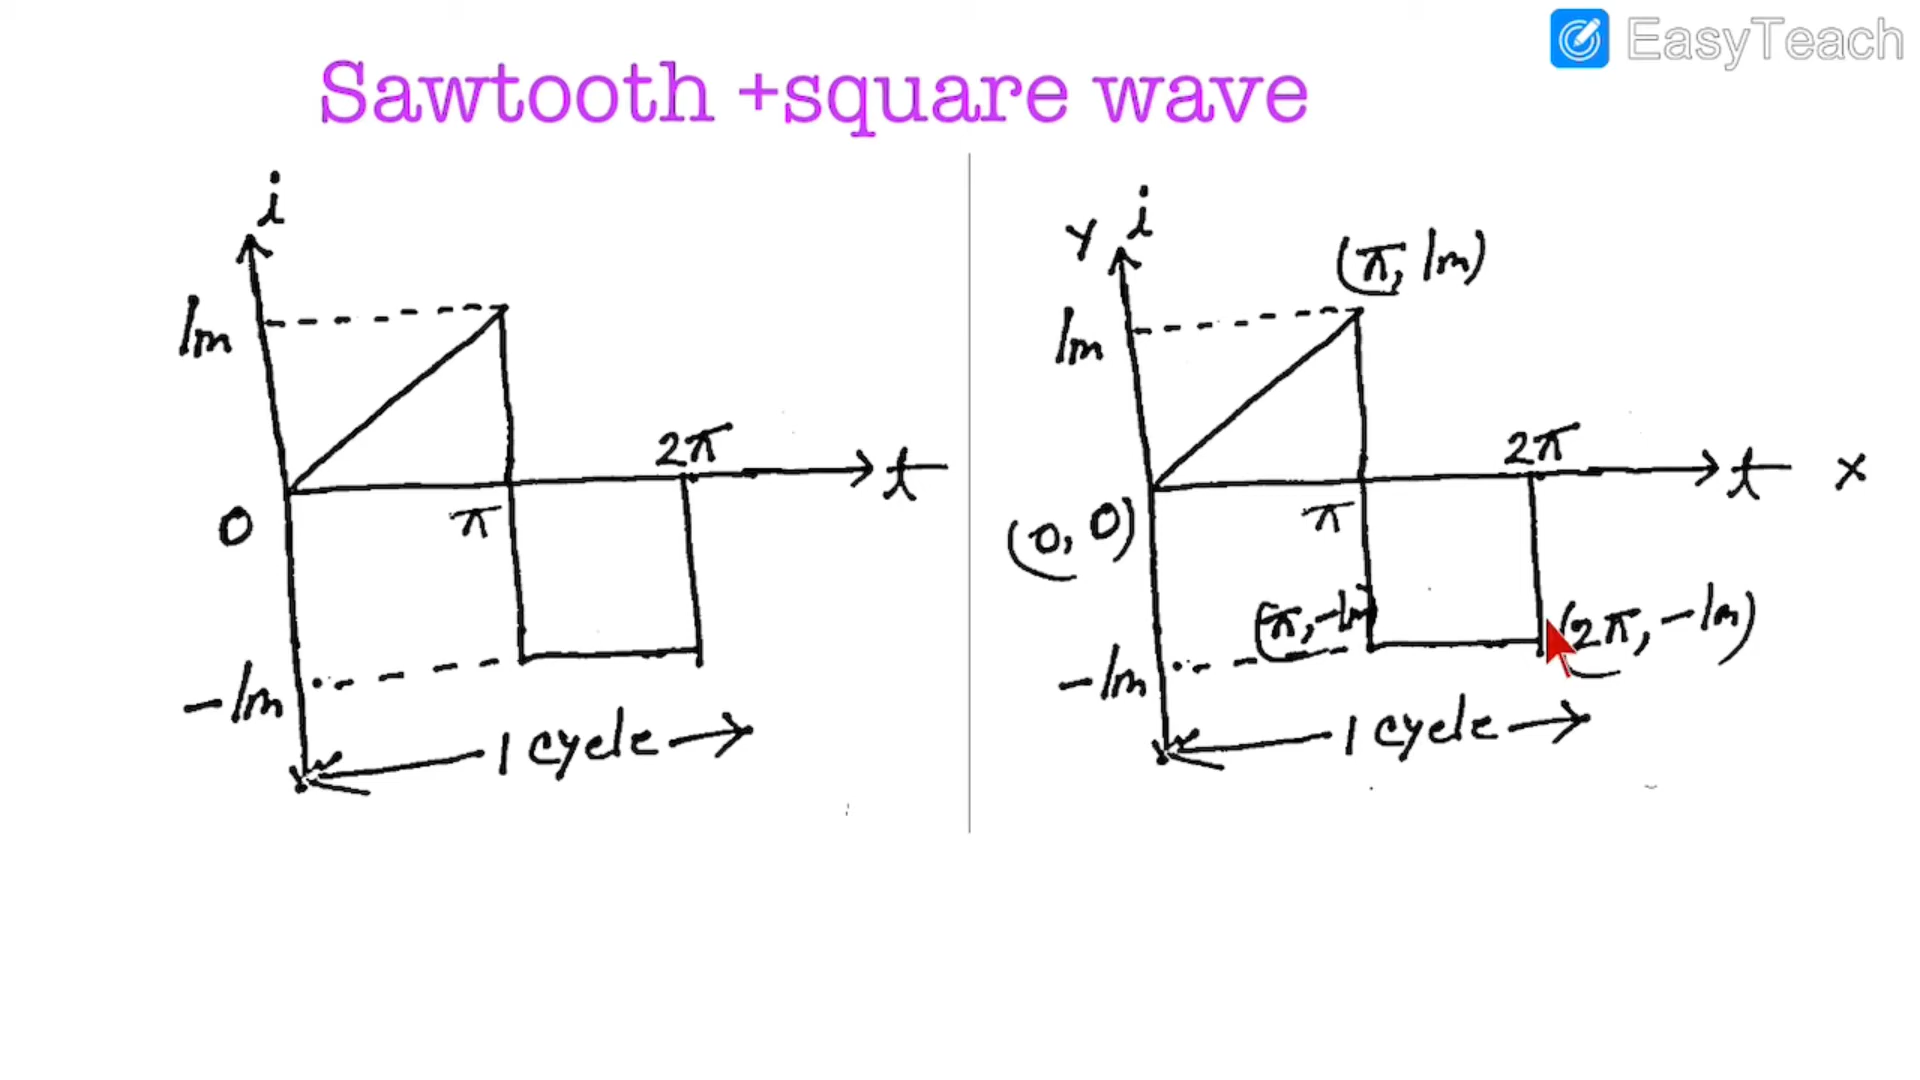 EasyTeach
Sawtooth +square wave
i
Im
2π
t
0
π
-Im
1 cycle
y i
(π, Im)
Im
2π
t x
(0, 0)
π
(π, -Im)
(2π, -Im)
-Im
1 cycle